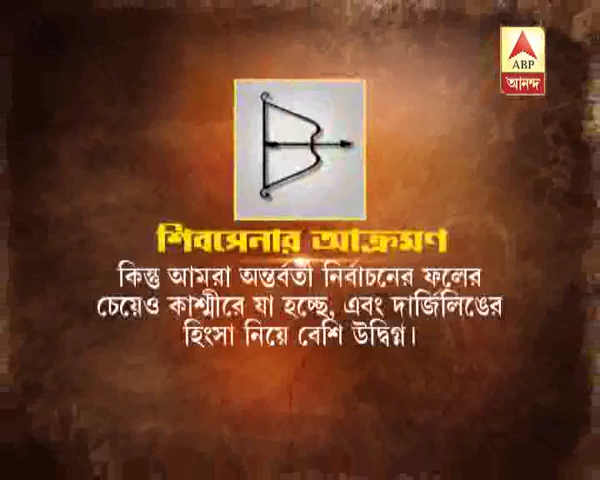 ABP
আনন্দ
শিবসেনার আক্রমণ
কিন্তু আমরা অন্তর্বর্তী নির্বাচনের ফলের
চেয়েও কাশ্মীরে যা হচ্ছে, এবং দার্জিলিঙের
হিংসা নিয়ে বেশি উদ্বিগ্ন।